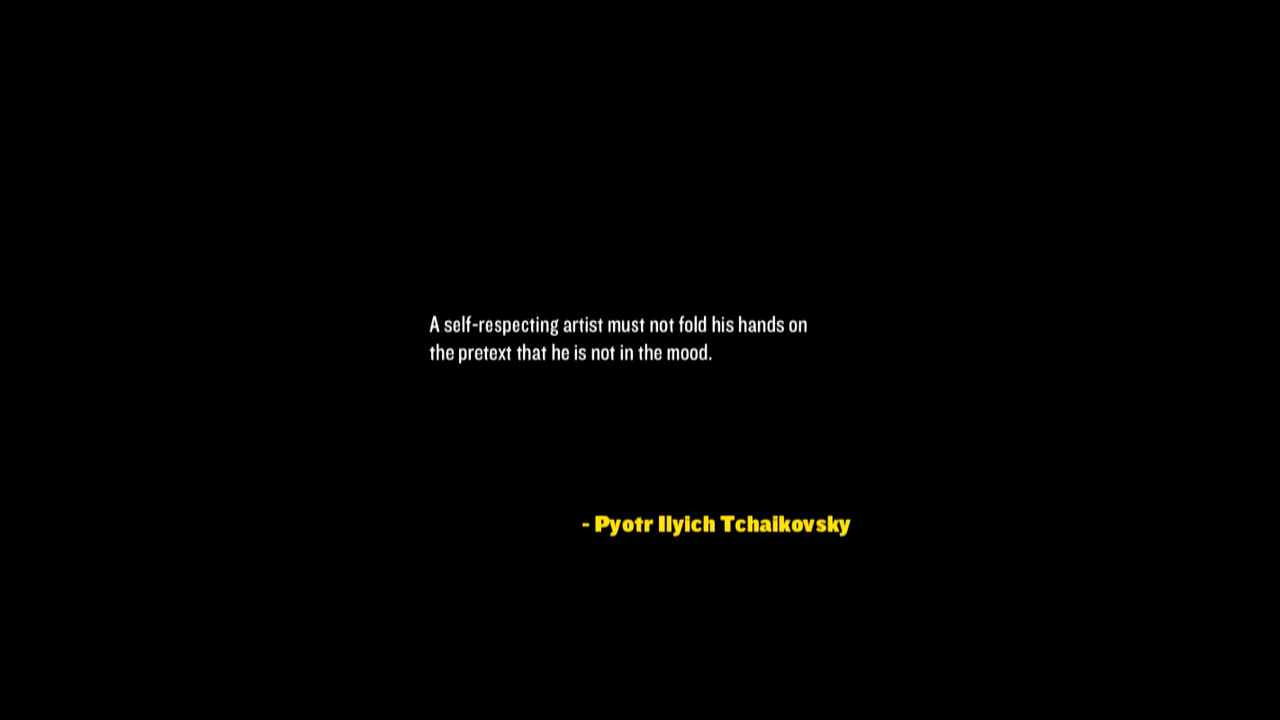 A self-respecting artist must not fold his hands on
the pretext that he is not in the mood.
- Pyotr Ilyich Tchaikovsky